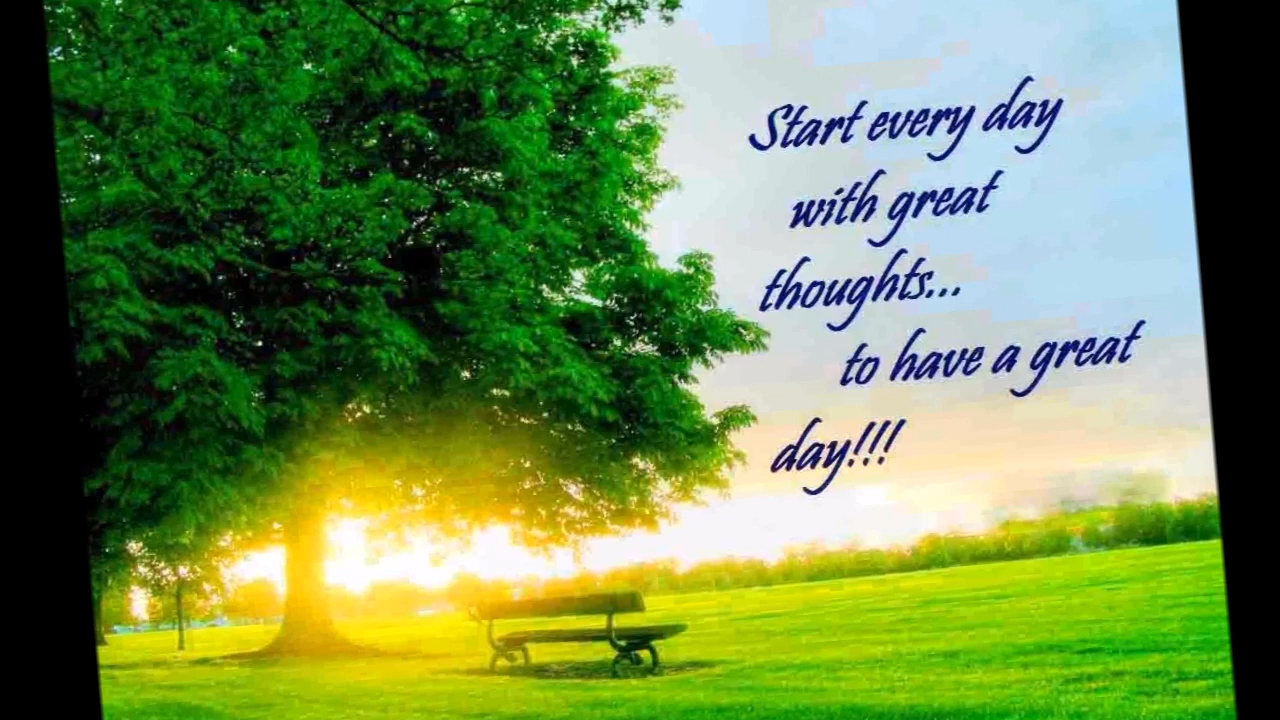 Start every day
with great
thoughts...
to have a great
day!!!